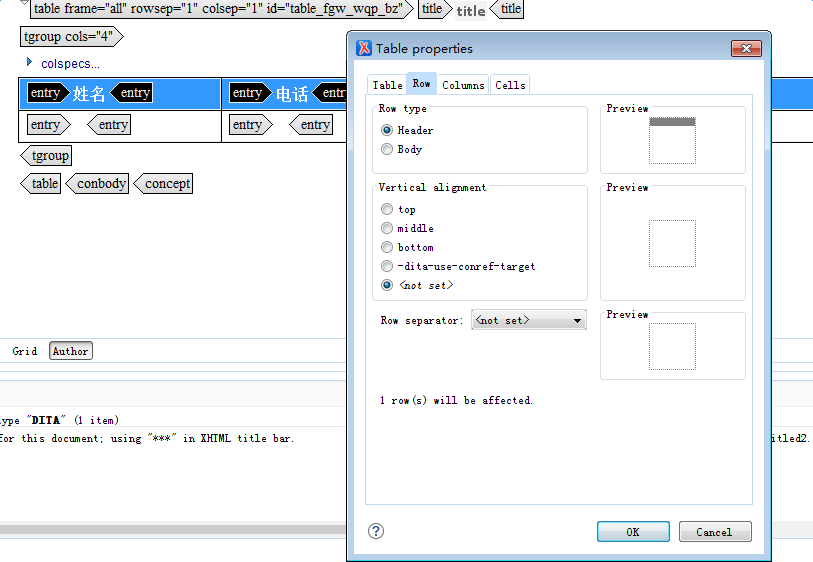 table frame="all" rowsep="1" colsep="1" id="table_fgw_wqp_bz" title title title
tgroup cols="4"
colspecs...
entry 姓名 entry entry 电话 entr
entry entry entry entry
tgroup
table conbody concept
Grid Author
ype "DITA" (1 item)
for this document; using "***" in XHTML title bar.
itled2.
Table properties
Table Row Columns Cells
Row type
Header
Body
Preview
Vertical alignment
top
middle
bottom
-dita-use-conref-target
<not set>
Preview
Row separator: <not set>
Preview
1 row(s) will be affected.
? OK Cancel